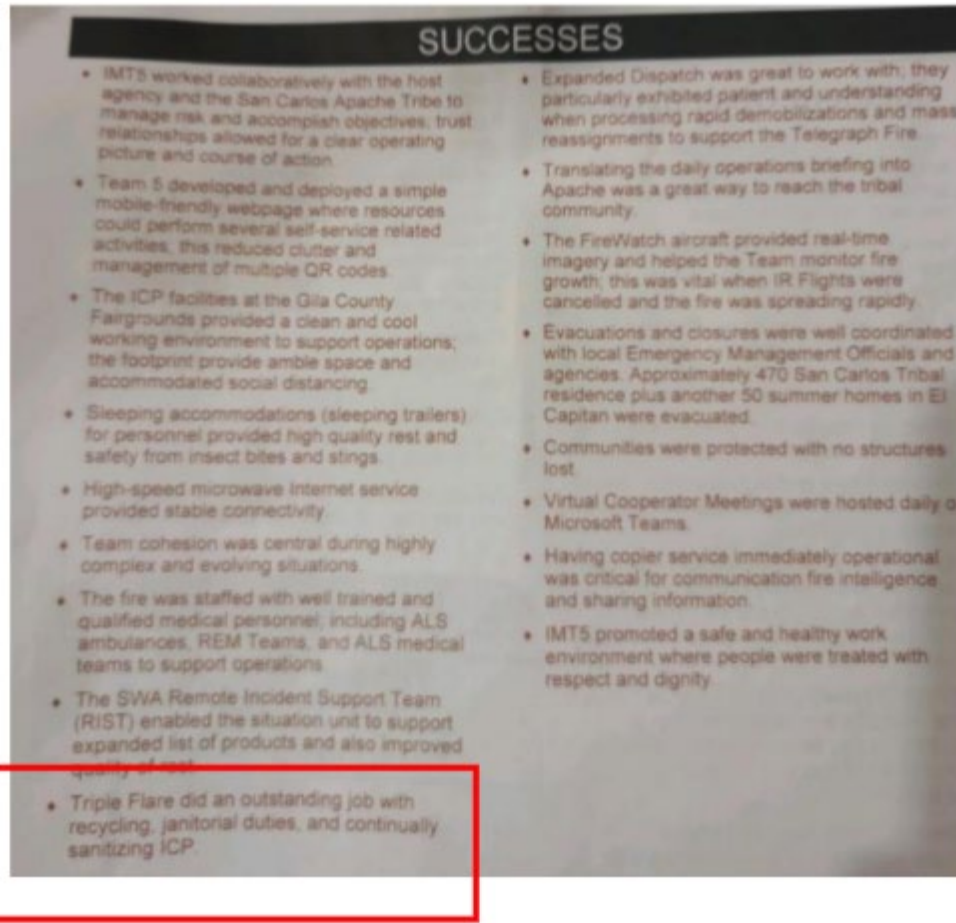 SUCCESSES
• IMT5 worked collaboratively with the host
agency and the San Carlos Apache Tribe to
manage risk and accomplish objectives, trust
relationships allowed for a clear operating
picture and course of action.
• Team 5 developed and deployed a simple
mobile-friendly webpage where resources
could perform several self-service related
activities, this reduced clutter and
management of multiple QR codes.
• The ICP facilities at the Gila County
Fairgrounds provided a clean and cool
working environment to support operations;
the footprint provide amble space and
accommodated social distancing.
• Sleeping accommodations (sleeping trailers)
for personnel provided high quality rest and
safety from insect bites and stings.
• High-speed microwave Internet service
provided stable connectivity
• Team cohesion was central during highly
complex and evolving situations.
• The fire was staffed with well trained and
qualified medical personnel, including ALS
ambulances, REM Teams, and ALS medical
teams to support operations
• The SWA Remote Incident Support Team
(RIST) enabled the situation unit to support
expanded list of products and also improved
quality of rest
• Triple Flare did an outstanding job with
recycling, janitorial duties, and continually
sanitizing ICP.
• Expanded Dispatch was great to work with, they
particularly exhibited patient and understanding
when processing rapid demobilizations and mass
reassignments to support the Telegraph Fire.
• Translating the daily operations briefing into
Apache was a great way to reach the tribal
community.
• The FireWatch aircraft provided real-time
imagery and helped the Team monitor fire
growth; this was vital when IR Flights were
cancelled and the fire was spreading rapidly.
• Evacuations and closures were well coordinated
with local Emergency Management Officials and
agencies. Approximately 470 San Carlos Tribal
residence plus another 50 summer homes in El
Capitan were evacuated.
• Communities were protected with no structures
lost.
• Virtual Cooperator Meetings were hosted daily
Microsoft Teams.
• Having copier service immediately operational
was critical for communication fire intelligence
and sharing information.
• IMT5 promoted a safe and healthy work
environment where people were treated with
respect and dignity.